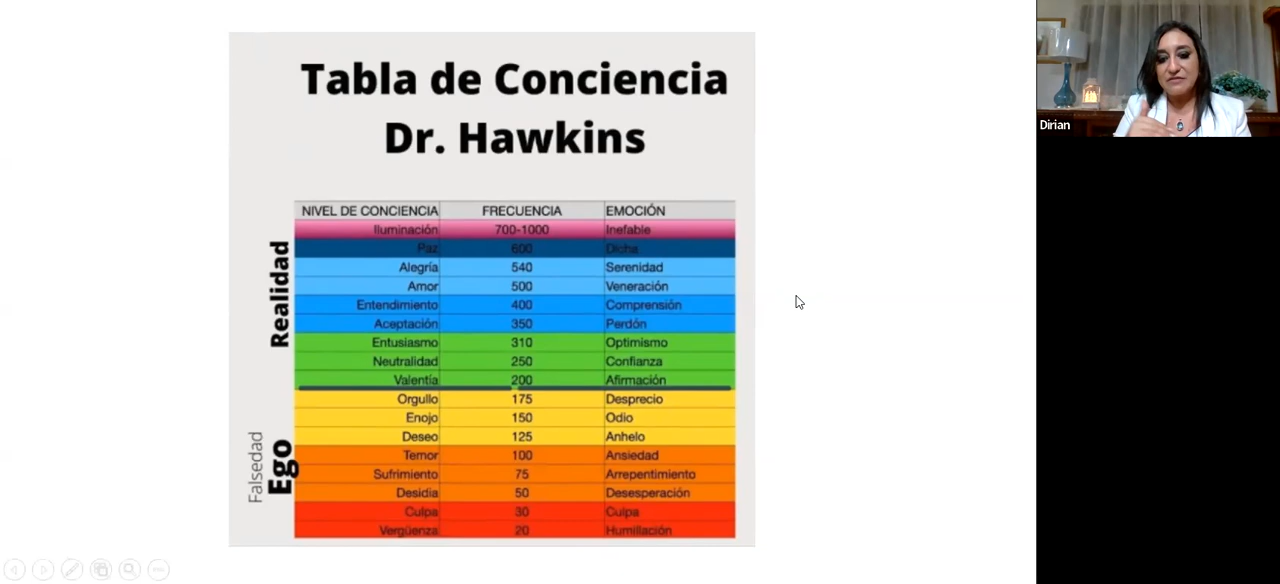 Tabla de Conciencia
Dr. Hawkins
NIVEL DE CONCIENCIA FRECUENCIA EMOCIÓN
Iluminación 700-1000 Inefable
Paz 600 Dicha
Alegría 540 Serenidad
Amor 500 Veneración
Entendimiento 400 Comprensión
Aceptación 350 Perdón
Entusiasmo 310 Optimismo
Neutralidad 250 Confianza
Valentía 200 Afirmación
Orgullo 175 Desprecio
Enojo 150 Odio
Deseo 125 Anhelo
Temor 100 Ansiedad
Sufrimiento 75 Arrepentimiento
Desidia 50 Desesperación
Culpa 30 Culpa
Vergüenza 20 Humillación
Realidad
Falsedad
Ego
Dirian